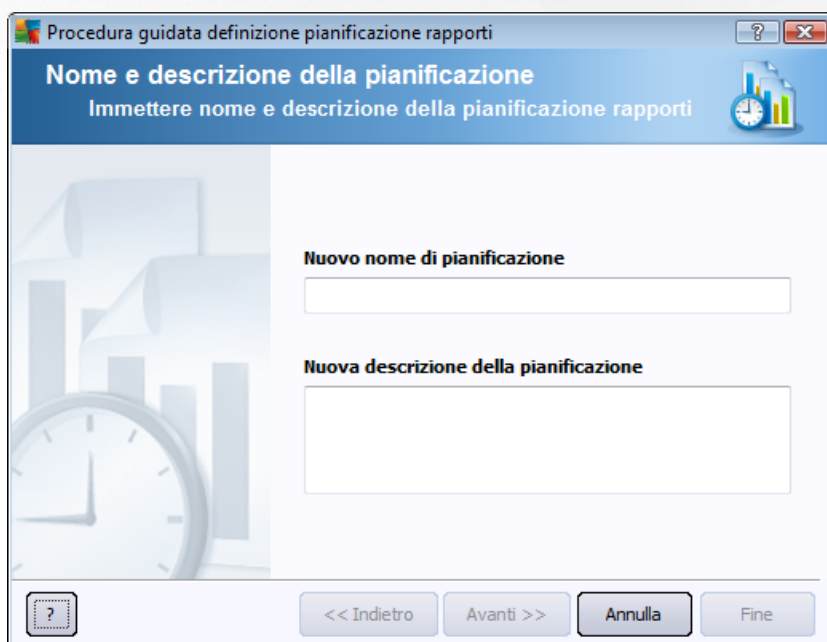 Procedura guidata definizione pianificazione rapporti
Nome e descrizione della pianificazione
Immettere nome e descrizione della pianificazione rapporti
Nuovo nome di pianificazione
Nuova descrizione della pianificazione
? << Indietro Avanti >> Annulla Fine